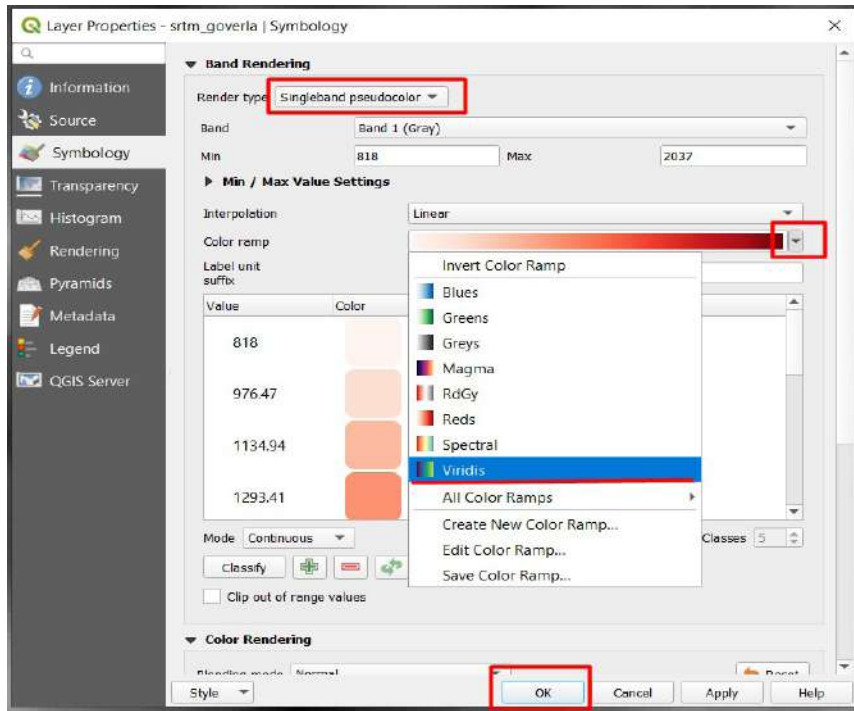 Layer Properties - srtm_goverla | Symbology
Information
Source
Symbology
Transparency
Histogram
Rendering
Pyramids
Metadata
Legend
QGIS Server
Band Rendering
Render type Singleband pseudocolor
Band Band 1 (Gray)
Min 818 Max 2037
Min / Max Value Settings
Interpolation Linear
Color ramp
Label unit
suffix
Value Color
818
976.47
1134.94
1293.41
Invert Color Ramp
Blues
Greens
Greys
Magma
RdGy
Reds
Spectral
Viridis
All Color Ramps
Create New Color Ramp...
Edit Color Ramp...
Save Color Ramp...
Mode Continuous Classes 5
Classify
Clip out of range values
Color Rendering
Blending mode Normal Reset
Style OK Cancel Apply Help